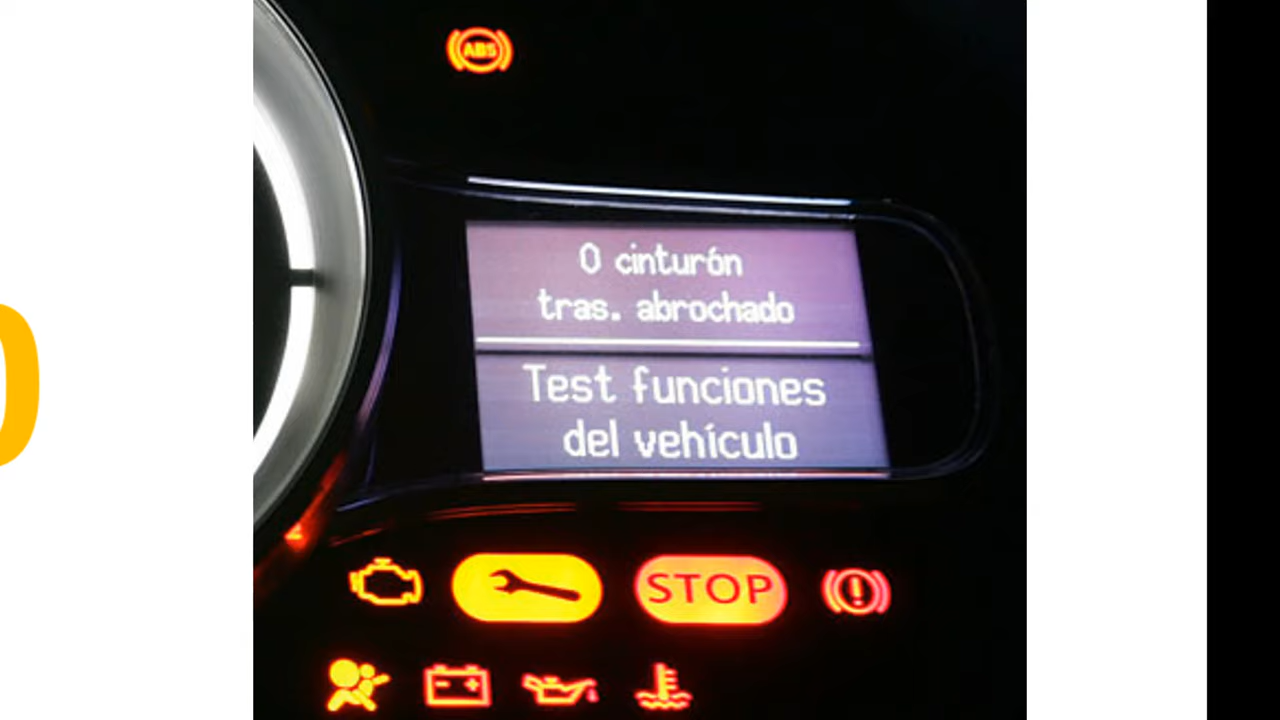 ABS
0 cinturón
tras. abrochado
Test funciones
del vehículo
STOP